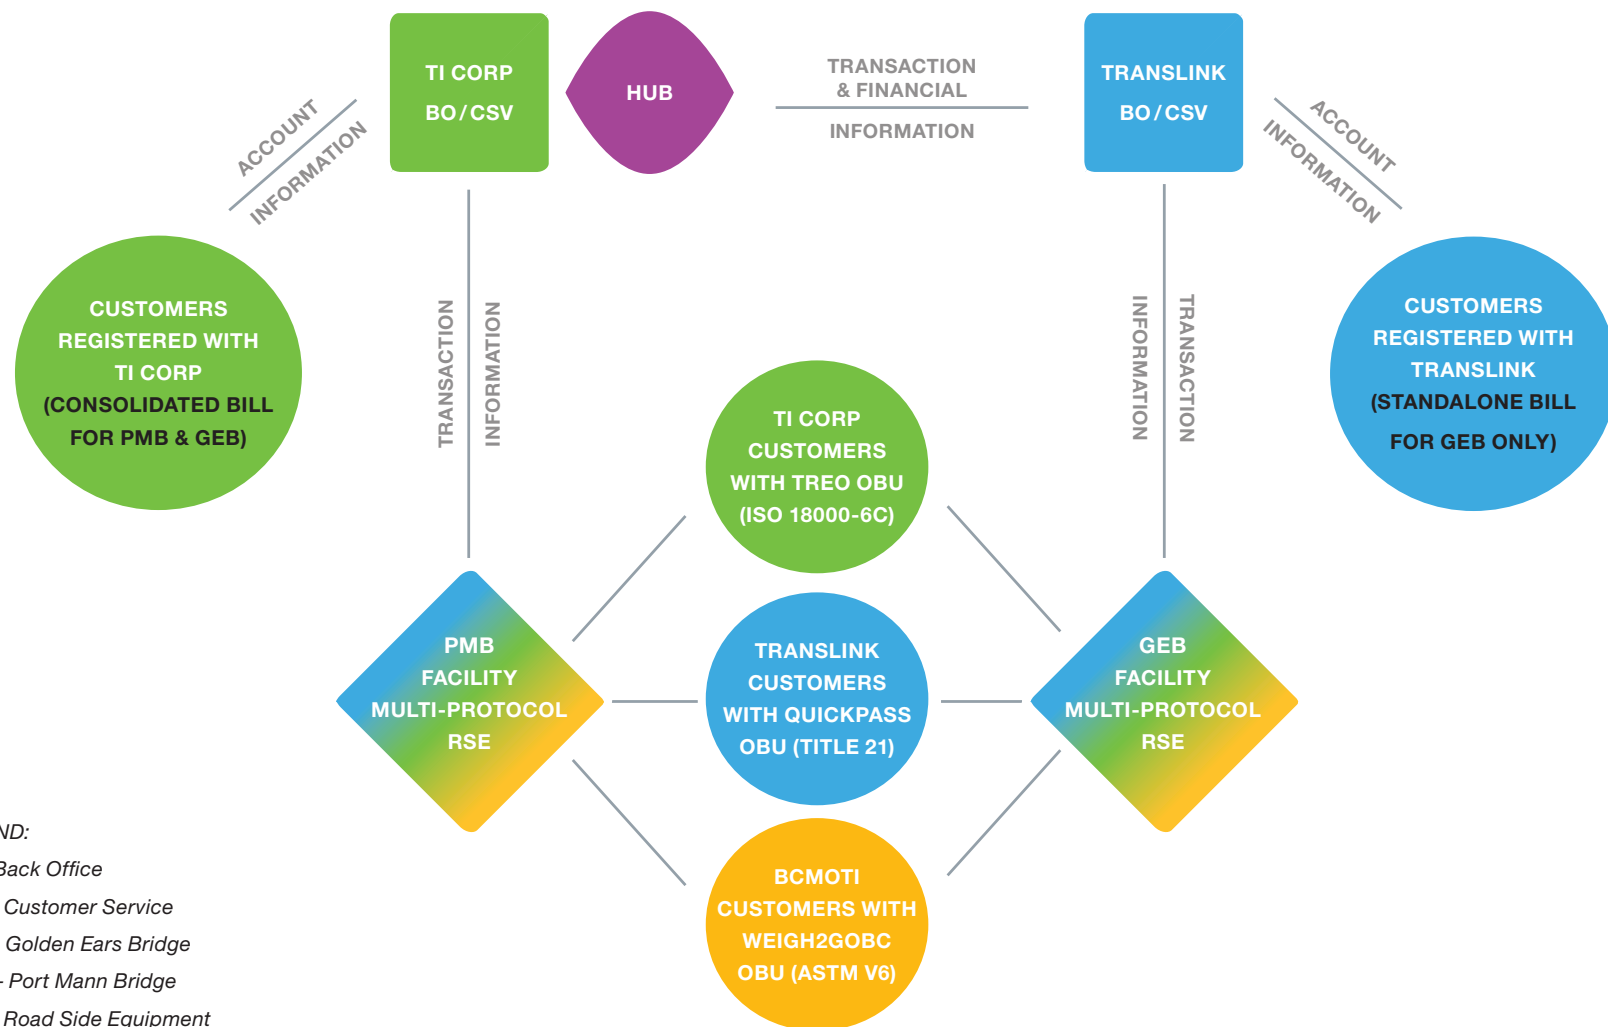 TI CORP
BO/CSV
HUB
TRANSACTION
& FINANCIAL
INFORMATION
TRANSLINK
BO/CSV
ACCOUNT
INFORMATION
ACCOUNT
INFORMATION
CUSTOMERS
REGISTERED WITH
TI CORP
(CONSOLIDATED BILL
FOR PMB & GEB)
TRANSACTION
INFORMATION
INFORMATION
TRANSACTION
CUSTOMERS
REGISTERED WITH
TRANSLINK
(STANDALONE BILL
FOR GEB ONLY)
TI CORP
CUSTOMERS
WITH TREO OBU
(ISO 18000-6C)
PMB
FACILITY
MULTI-PROTOCOL
RSE
TRANSLINK
CUSTOMERS
WITH QUICKPASS
OBU (TITLE 21)
GEB
FACILITY
MULTI-PROTOCOL
RSE
BCMOTI
CUSTOMERS WITH
WEIGH2GOBC
OBU (ASTM V6)
ND:
Back Office
Customer Service
Golden Ears Bridge
- Port Mann Bridge
Road Side Equipment